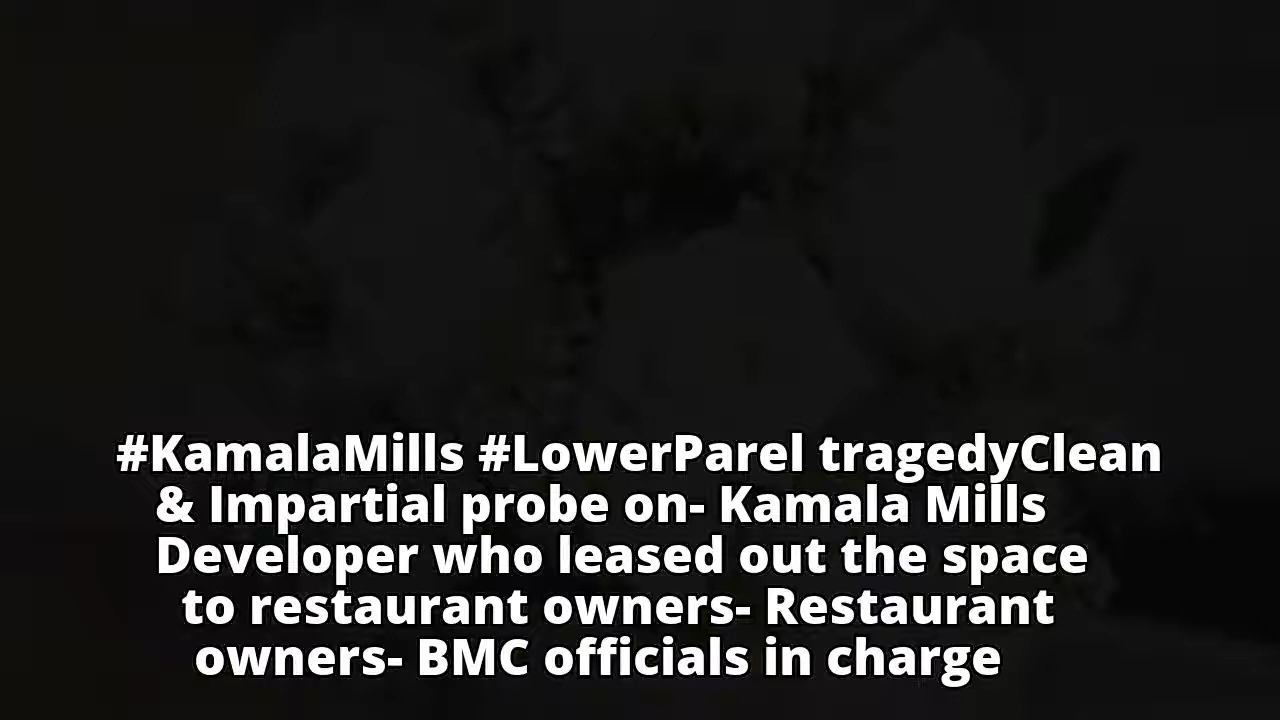 #KamalaMills #LowerParel tragedyClean
& Impartial probe on- Kamala Mills
Developer who leased out the space
to restaurant owners- Restaurant
owners- BMC officials in charge